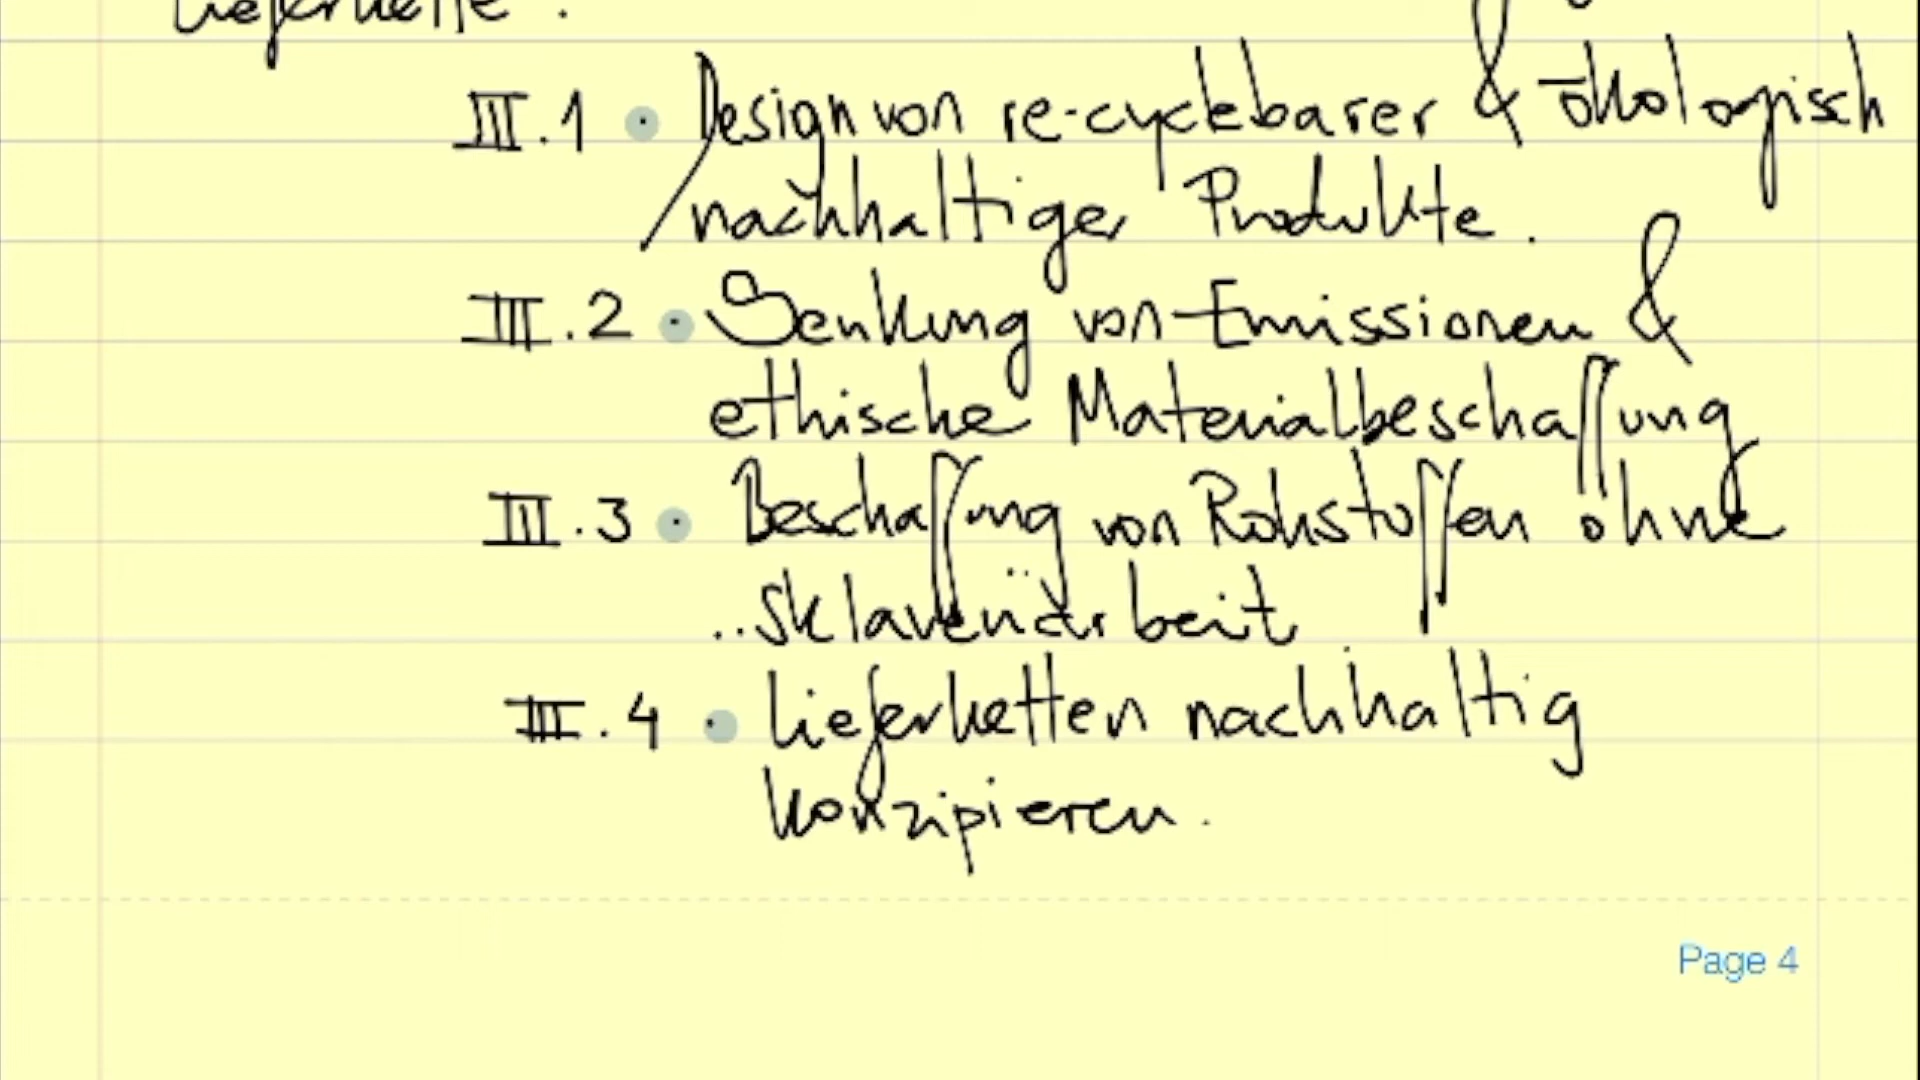 Lieferkette.
III.1 • Design von re-cyclebarer & ökologisch
nachhaltiger Produkte.
III.2 • Senkung von Emissionen &
ethische Materialbeschaffung
III.3 • Beschaffung von Rohstoffen ohne
..Sklavenarbeit
III.4 • Lieferketten nachhaltig
konzipieren.
Page 4